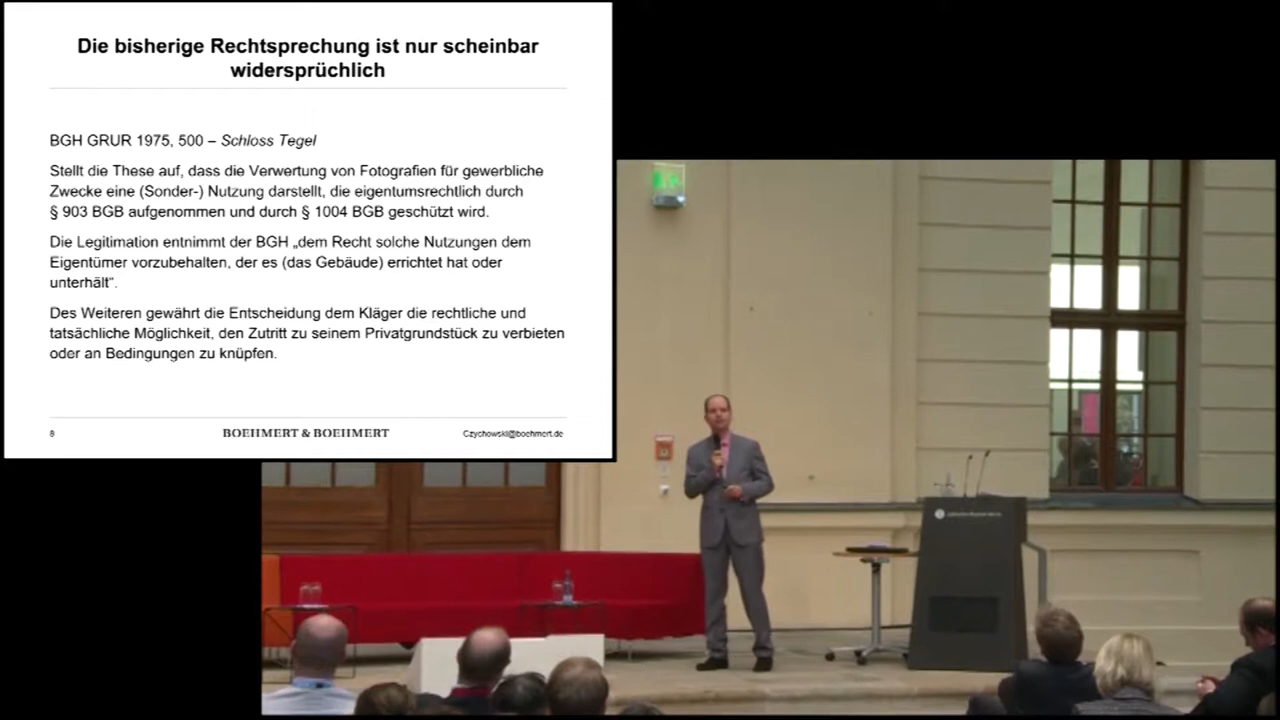 Die bisherige Rechtsprechung ist nur scheinbar
widersprüchlich
BGH GRUR 1975, 500 – Schloss Tegel
Stellt die These auf, dass die Verwertung von Fotografien für gewerbliche
Zwecke eine (Sonder-) Nutzung darstellt, die eigentumsrechtlich durch
§ 903 BGB aufgenommen und durch § 1004 BGB geschützt wird.
Die Legitimation entnimmt der BGH „dem Recht solche Nutzungen dem
Eigentümer vorzubehalten, der es (das Gebäude) errichtet hat oder
unterhält“.
Des Weiteren gewährt die Entscheidung dem Kläger die rechtliche und
tatsächliche Möglichkeit, den Zutritt zu seinem Privatgrundstück zu verbieten
oder an Bedingungen zu knüpfen.
8
BOEHMERT & BOEHMERT
Czychowski@boehmert.de